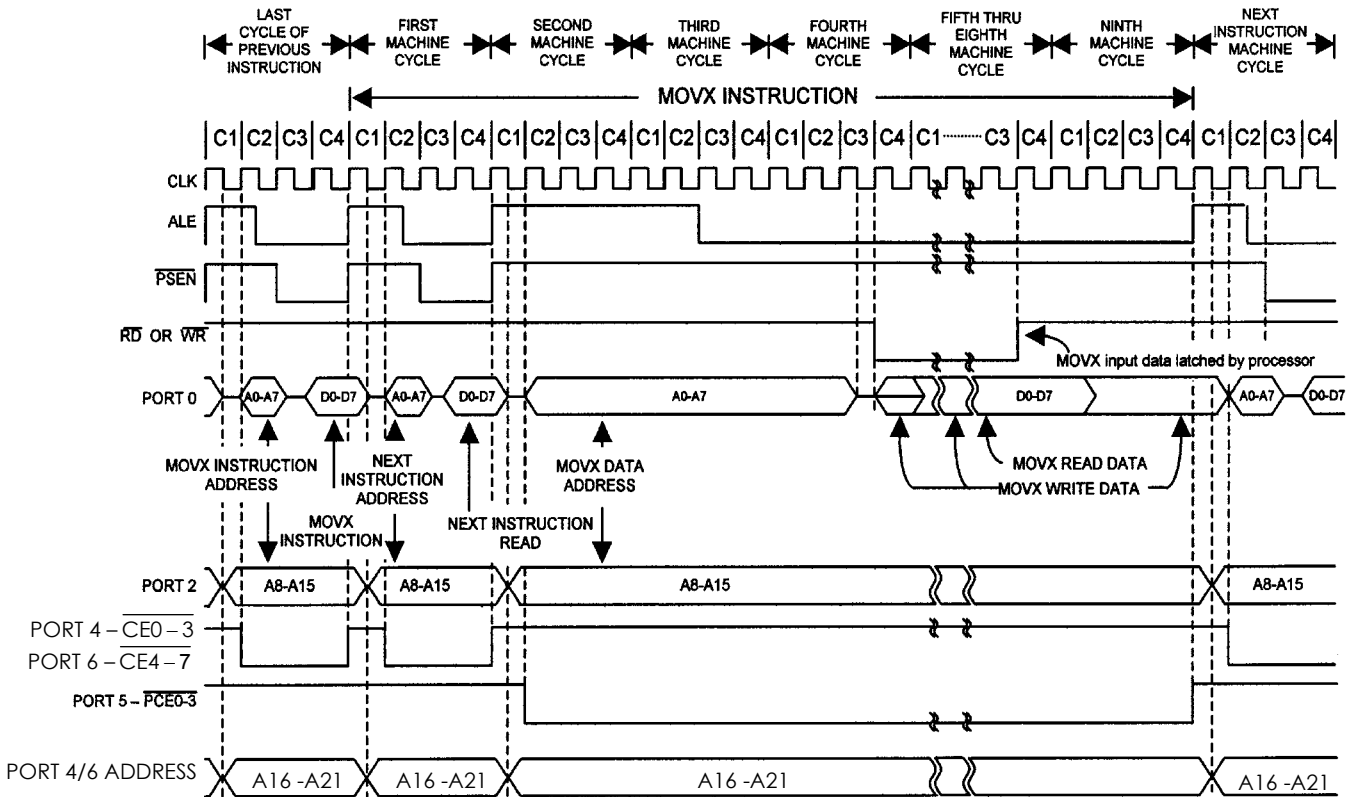 LAST CYCLE OF PREVIOUS INSTRUCTION
FIRST MACHINE CYCLE
SECOND MACHINE CYCLE
THIRD MACHINE CYCLE
FOURTH MACHINE CYCLE
FIFTH THRU EIGHTH MACHINE CYCLE
NINTH MACHINE CYCLE
NEXT INSTRUCTION MACHINE CYCLE
MOVX INSTRUCTION
C1 C2 C3 C4 C1 C2 C3 C4 C1 C2 C3 C4 C1 C2 C3 C4 C1 C2 C3 C4 C1 ......... C3 C4 C1 C2 C3 C4 C1 C2 C3 C4
CLK
ALE
PSEN
RD OR WR
MOVX input data latched by processor
PORT 0 A0-A7 D0-D7 A0-A7 D0-D7 A0-A7 D0-D7 A0-A7 D0-D7
MOVX INSTRUCTION ADDRESS
NEXT INSTRUCTION ADDRESS
MOVX DATA ADDRESS
MOVX READ DATA
MOVX WRITE DATA
MOVX INSTRUCTION
NEXT INSTRUCTION READ
PORT 2 A8-A15 A8-A15 A8-A15 A8-A15
PORT 4 – CE0 – 3
PORT 6 – CE4 – 7
PORT 5 – PCE0-3
PORT 4/6 ADDRESS A16 -A21 A16 -A21 A16 -A21 A16 -A21